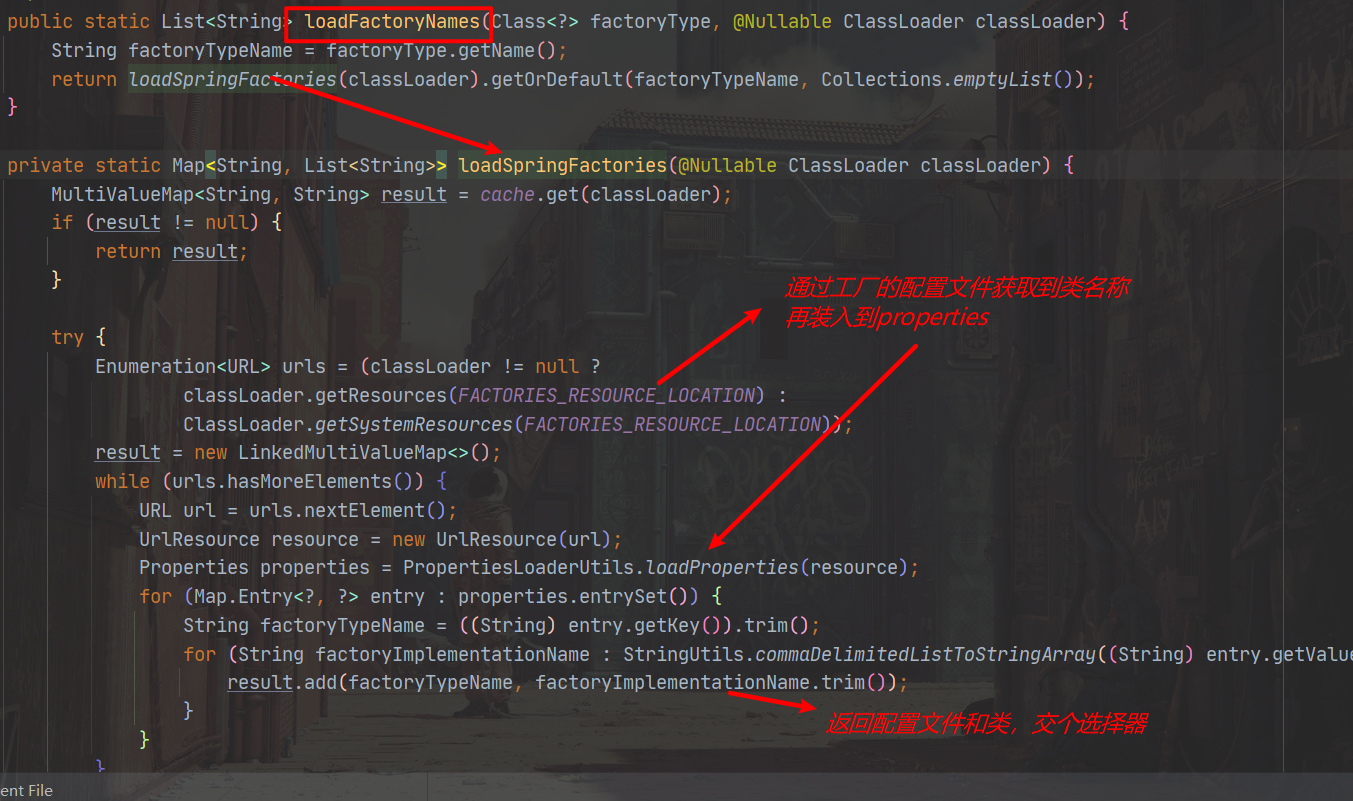 public static List<String> loadFactoryNames(Class<?> factoryType, @Nullable ClassLoader classLoader) {
String factoryTypeName = factoryType.getName();
return loadSpringFactories(classLoader).getOrDefault(factoryTypeName, Collections.emptyList());
}
private static Map<String, List<String>> loadSpringFactories(@Nullable ClassLoader classLoader) {
MultiValueMap<String, String> result = cache.get(classLoader);
if (result != null) {
return result;
}
通过工厂的配置文件获取到类名称
再装入到properties
try {
Enumeration<URL> urls = (classLoader != null ?
classLoader.getResources(FACTORIES_RESOURCE_LOCATION) :
ClassLoader.getSystemResources(FACTORIES_RESOURCE_LOCATION));
result = new LinkedMultiValueMap<>();
while (urls.hasMoreElements()) {
URL url = urls.nextElement();
UrlResource resource = new UrlResource(url);
Properties properties = PropertiesLoaderUtils.loadProperties(resource);
for (Map.Entry<?, ?> entry : properties.entrySet()) {
String factoryTypeName = ((String) entry.getKey()).trim();
for (String factoryImplementationName : StringUtils.commaDelimitedListToStringArray((String) entry.getValue
result.add(factoryTypeName, factoryImplementationName.trim());
}
返回配置文件和类，交个选择器
}
}
ent File